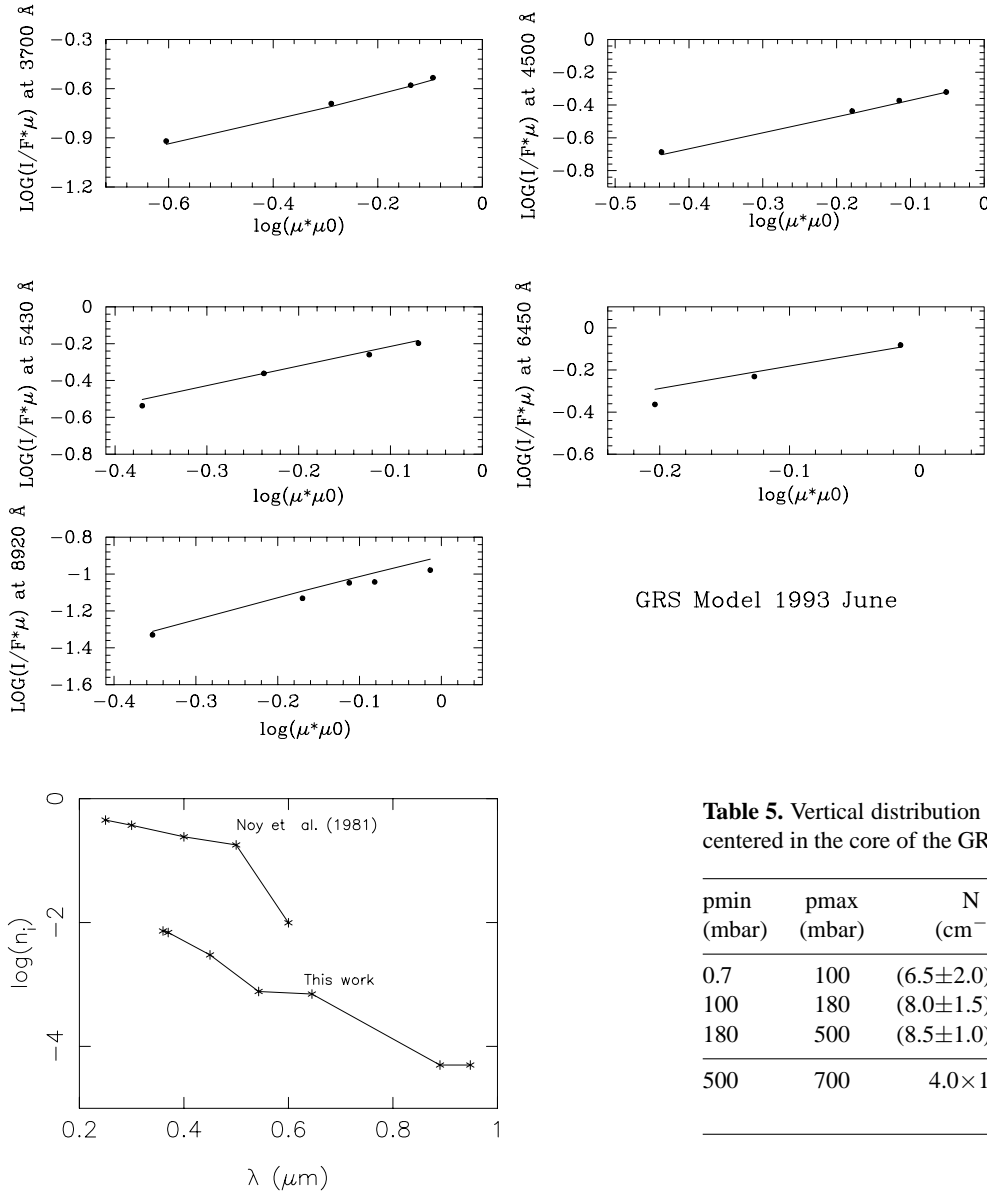 LOG(I/F*μ) at 3700 Å
−0.3
−0.6
−0.9
−1.2
−0.6 −0.4 −0.2 0
log(μ*μ0)
LOG(I/F*μ) at 4500 Å
0
−0.2
−0.4
−0.6
−0.8
−0.5 −0.4 −0.3 −0.2 −0.1 0
log(μ*μ0)
LOG(I/F*μ) at 5430 Å
0
−0.2
−0.4
−0.6
−0.8
−0.4 −0.3 −0.2 −0.1 0
log(μ*μ0)
LOG(I/F*μ) at 6450 Å
0
−0.2
−0.4
−0.6
−0.2 −0.1 0
log(μ*μ0)
LOG(I/F*μ) at 8920 Å
−0.8
−1
−1.2
−1.4
−1.6
−0.4 −0.3 −0.2 −0.1 0
log(μ*μ0)
GRS Model 1993 June
log(nᵢ)
0
−2
−4
Noy et al. (1981)
This work
0.2 0.4 0.6 0.8 1
λ (μm)
Table 5. Vertical distribution
centered in the core of the GR
pmin pmax N
(mbar) (mbar) (cm−
0.7 100 (6.5±2.0)
100 180 (8.0±1.5)
180 500 (8.5±1.0)
500 700 4.0×1